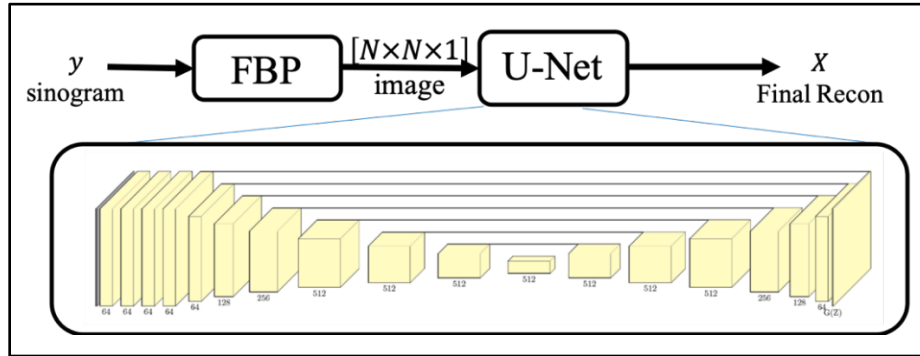 [N×N×1]
y
FBP
U-Net
X
sinogram
image
Final Recon
64 64 64 64 64 128 256 512 512 512 512 512 512 512 256 128 64 G(Z)